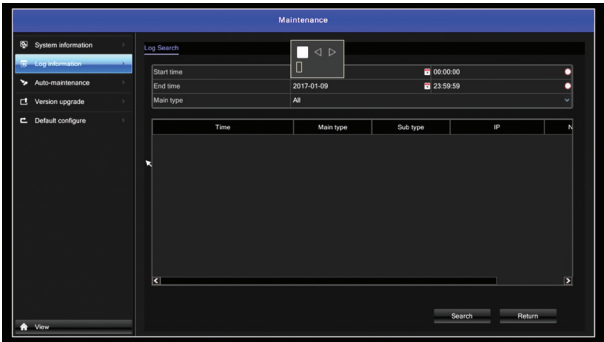 Maintenance
System information
Log information
Auto-maintenance
Version upgrade
Default configure
View
Log Search
Start time 00:00:00
End time 2017-01-09 23:59:59
Main type All
Time Main type Sub type IP N
Search Return